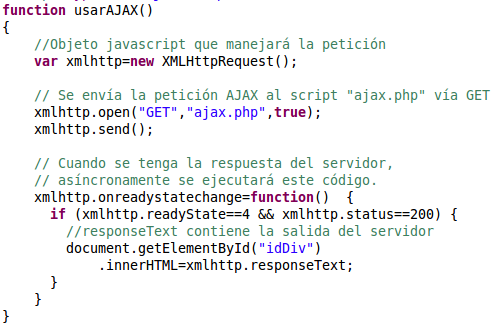 function usarAJAX()
{
    //Objeto javascript que manejará la petición
    var xmlhttp=new XMLHttpRequest();

    // Se envía la petición AJAX al script "ajax.php" vía GET
    xmlhttp.open("GET","ajax.php",true);
    xmlhttp.send();

    // Cuando se tenga la respuesta del servidor,
    // asíncronamente se ejecutará este código.
    xmlhttp.onreadystatechange=function()  {
      if (xmlhttp.readyState==4 && xmlhttp.status==200) {
        //responseText contiene la salida del servidor
        document.getElementById("idDiv")
            .innerHTML=xmlhttp.responseText;
      }
    }
}